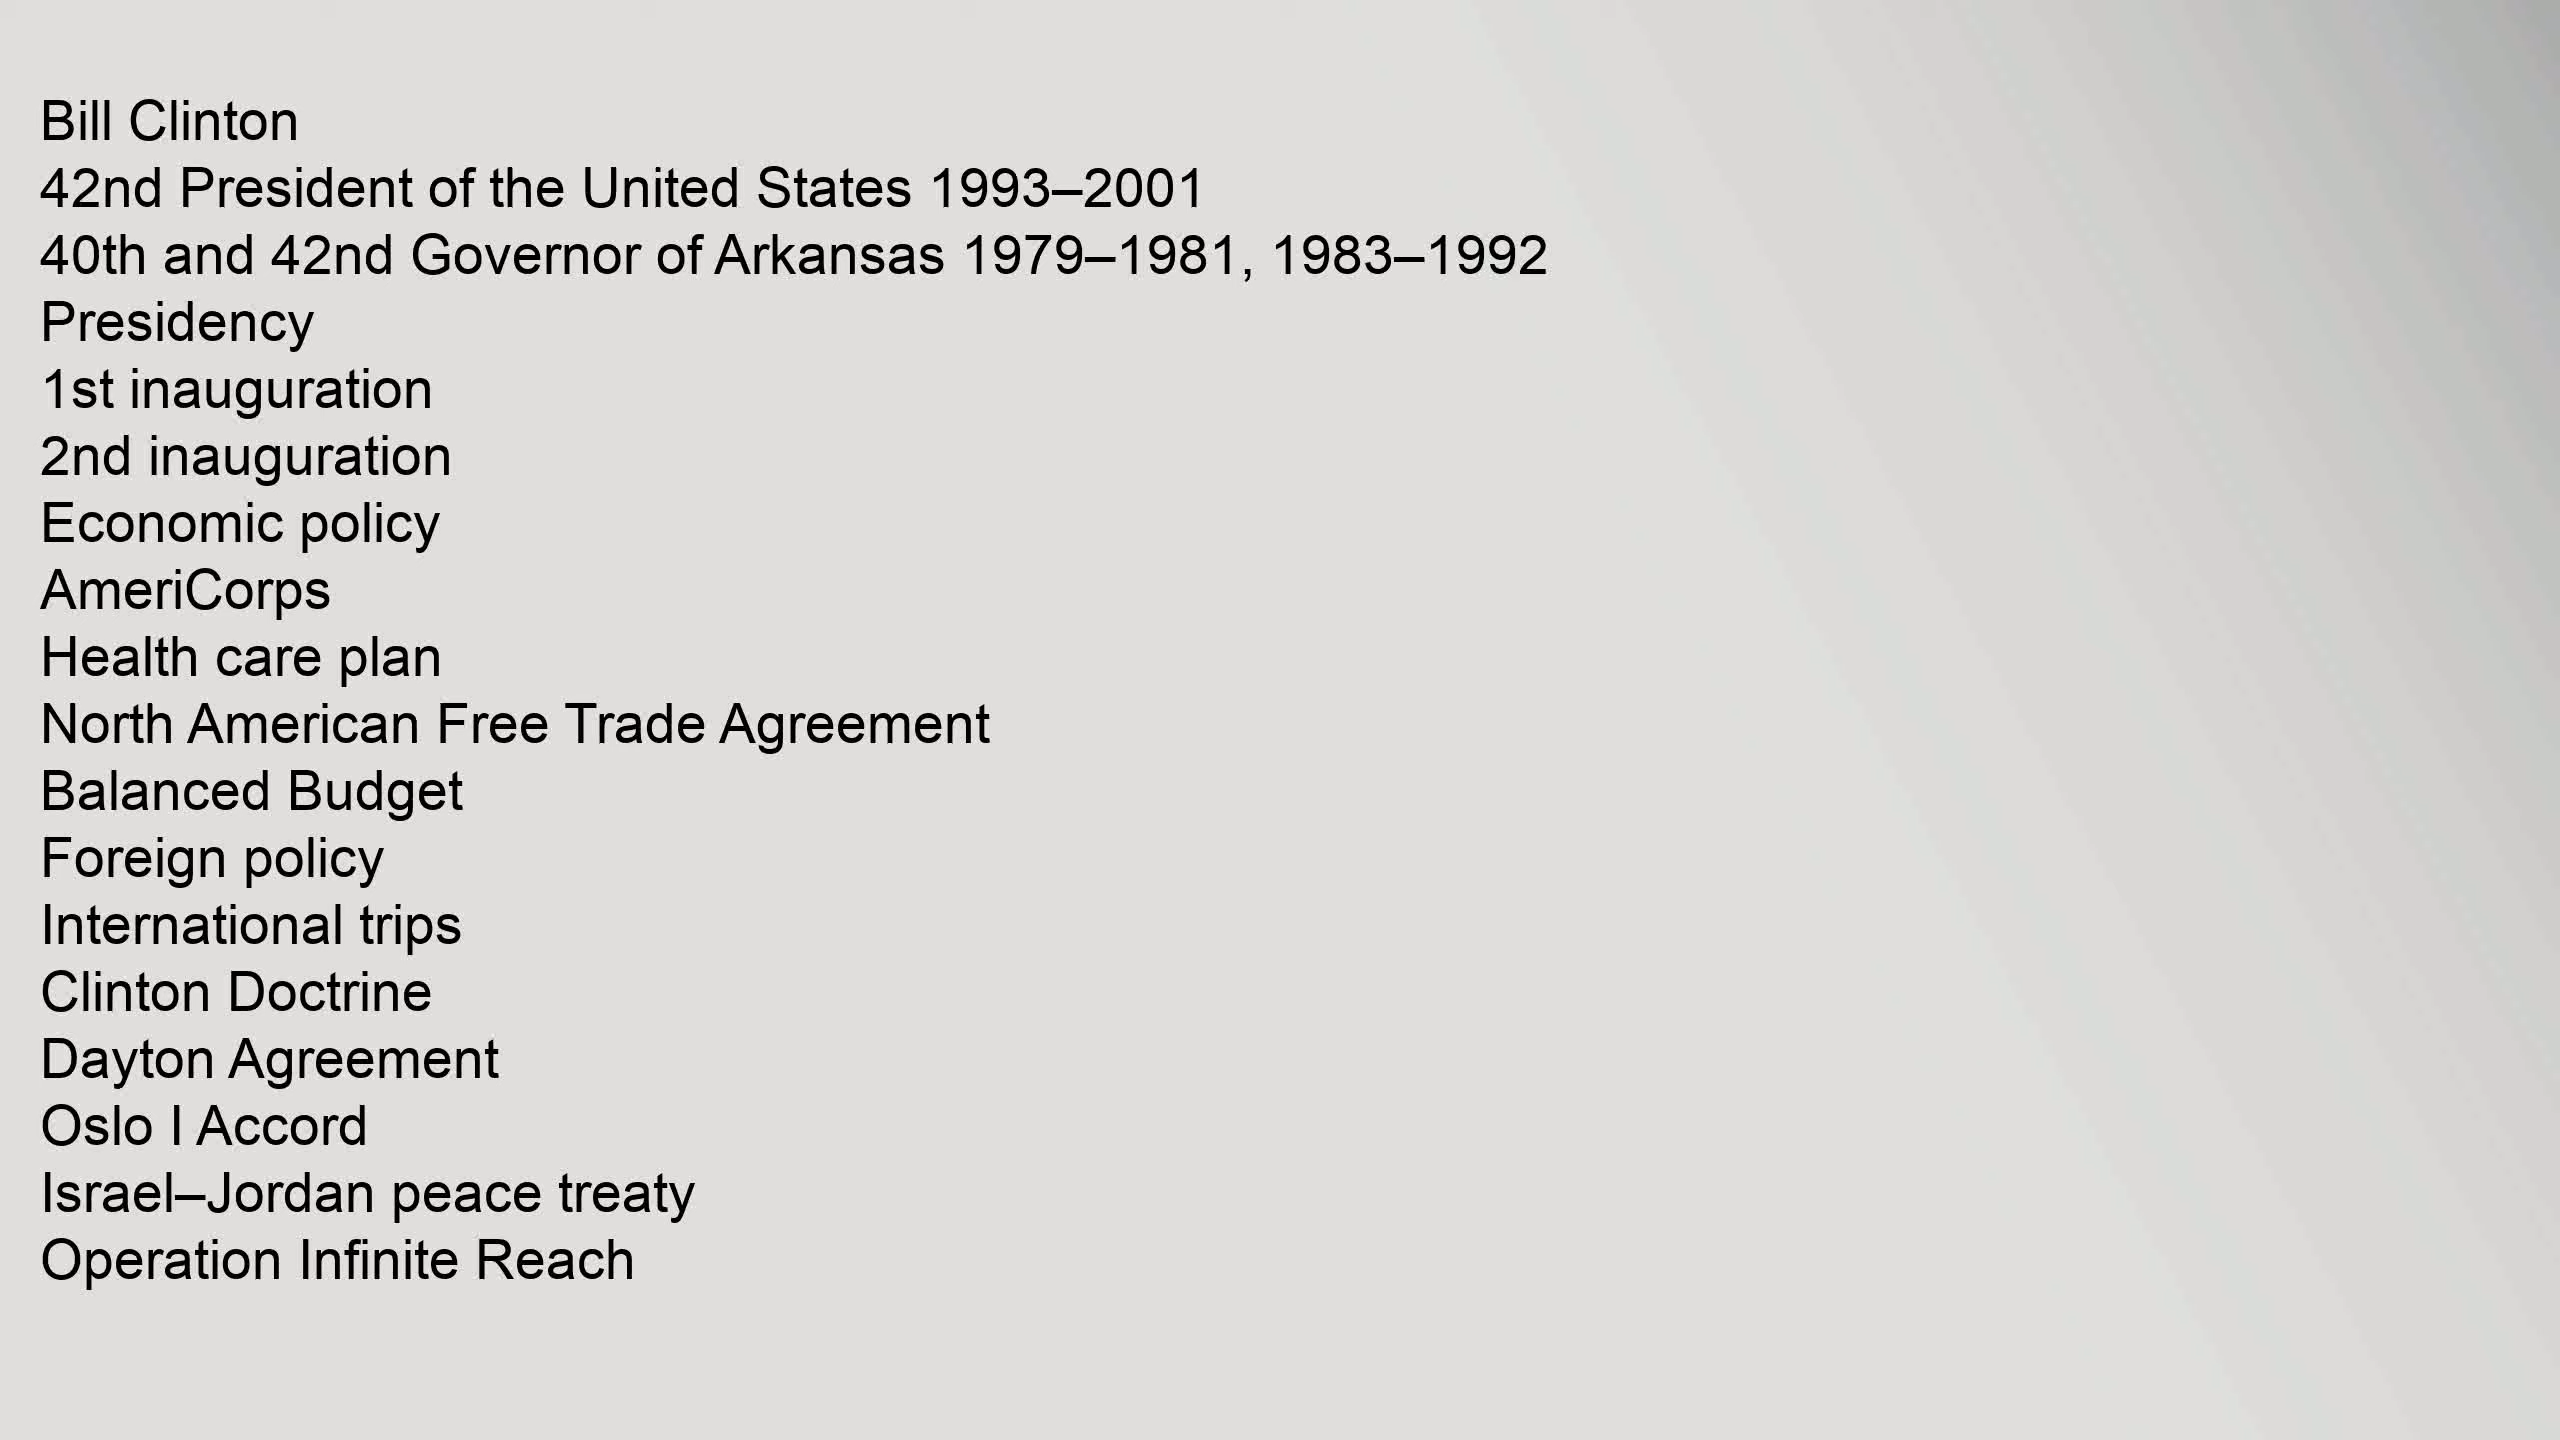 Bill Clinton
42nd President of the United States 1993–2001
40th and 42nd Governor of Arkansas 1979–1981, 1983–1992
Presidency
1st inauguration
2nd inauguration
Economic policy
AmeriCorps
Health care plan
North American Free Trade Agreement
Balanced Budget
Foreign policy
International trips
Clinton Doctrine
Dayton Agreement
Oslo I Accord
Israel–Jordan peace treaty
Operation Infinite Reach